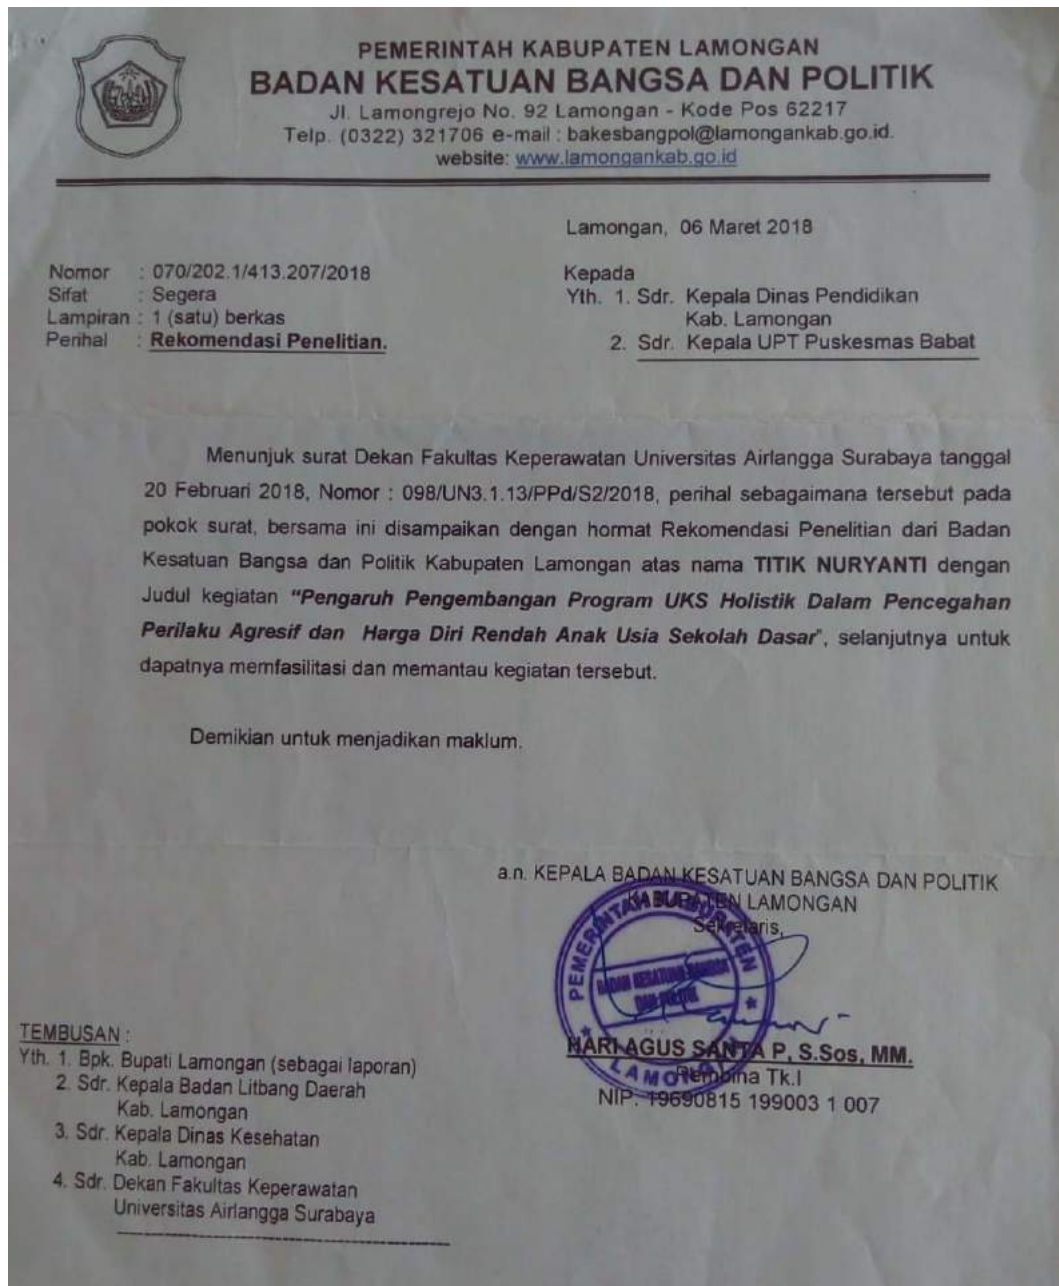 PEMERINTAH KABUPATEN LAMONGAN
BADAN KESATUAN BANGSA DAN POLITIK
Jl. Lamongrejo No. 92 Lamongan - Kode Pos 62217
Telp. (0322) 321706 e-mail : bakesbangpol@lamongankab.go.id.
website: www.lamongankab.go.id
Lamongan, 06 Maret 2018
Nomor : 070/202.1/413.207/2018
Sifat : Segera
Lampiran : 1 (satu) berkas
Perihal : Rekomendasi Penelitian.
Kepada
Yth. 1. Sdr. Kepala Dinas Pendidikan
Kab. Lamongan
2. Sdr. Kepala UPT Puskesmas Babat
Menunjuk surat Dekan Fakultas Keperawatan Universitas Airlangga Surabaya tanggal
20 Februari 2018, Nomor : 098/UN3.1.13/PPd/S2/2018, perihal sebagaimana tersebut pada
pokok surat, bersama ini disampaikan dengan hormat Rekomendasi Penelitian dari Badan
Kesatuan Bangsa dan Politik Kabupaten Lamongan atas nama TITIK NURYANTI dengan
Judul kegiatan "Pengaruh Pengembangan Program UKS Holistik Dalam Pencegahan
Perilaku Agresif dan Harga Diri Rendah Anak Usia Sekolah Dasar", selanjutnya untuk
dapatnya memfasilitasi dan memantau kegiatan tersebut.
Demikian untuk menjadikan maklum.
a.n. KEPALA BADAN KESATUAN BANGSA DAN POLITIK
KABUPATEN LAMONGAN
Sekretaris,
PEMERINTAH KABUPATEN
BADAN KESATUAN BANGSA
DAN POLITIK
LAMONGAN
HARI AGUS SANTA P, S.Sos, MM.
Pembina Tk.I
NIP. 19690815 199003 1 007
TEMBUSAN :
Yth. 1. Bpk. Bupati Lamongan (sebagai laporan)
2. Sdr. Kepala Badan Litbang Daerah
Kab. Lamongan
3. Sdr. Kepala Dinas Kesehatan
Kab. Lamongan
4. Sdr. Dekan Fakultas Keperawatan
Universitas Airlangga Surabaya